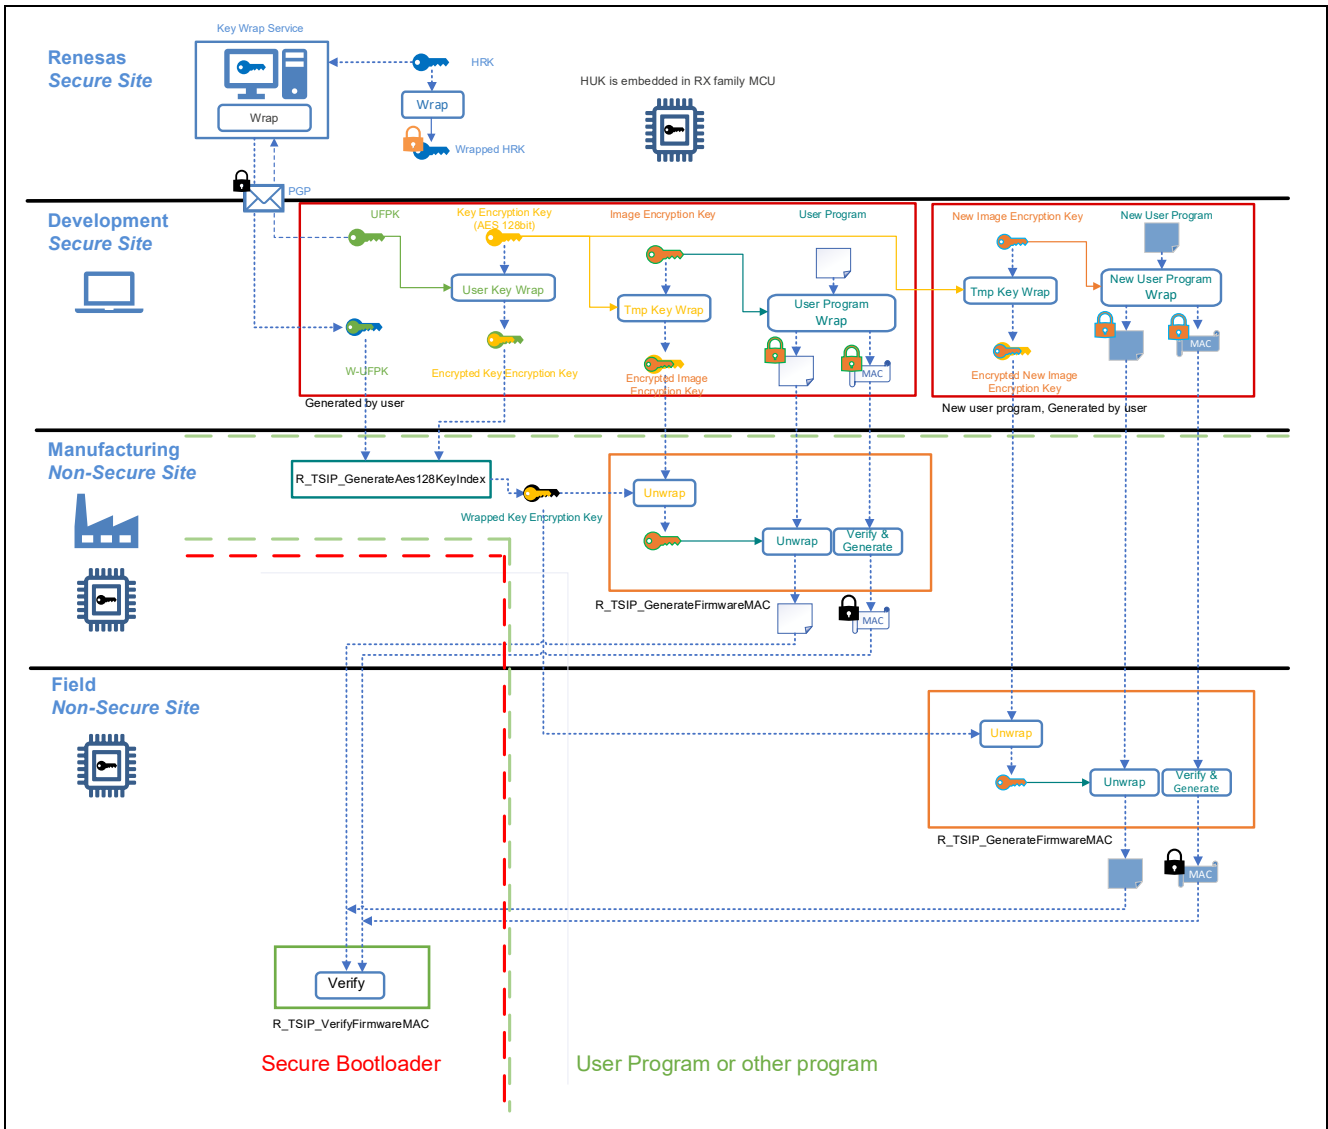 Key Wrap Service
Renesas
Secure Site
HRK
Wrap
Wrap
Wrapped HRK
HUK is embedded in RX family MCU
PGP
Development
Secure Site
UFPK
Key Encryption Key
(AES 128bit)
Image Encryption Key
User Program
New Image Encryption Key
New User Program
User Key Wrap
Tmp Key Wrap
User Program
Wrap
Tmp Key Wrap
New User Program
Wrap
MAC
MAC
W-UFPK
Encrypted Key Encryption Key
Encrypted Image
Encryption Key
Encrypted New Image
Encryption Key
Generated by user
New user program, Generated by user
Manufacturing
Non-Secure Site
R_TSIP_GenerateAes128KeyIndex
Wrapped Key Encryption Key
Unwrap
Unwrap
Verify &
Generate
R_TSIP_GenerateFirmwareMAC
MAC
Field
Non-Secure Site
Unwrap
Unwrap
Verify &
Generate
R_TSIP_GenerateFirmwareMAC
MAC
Verify
R_TSIP_VerifyFirmwareMAC
Secure Bootloader
User Program or other program